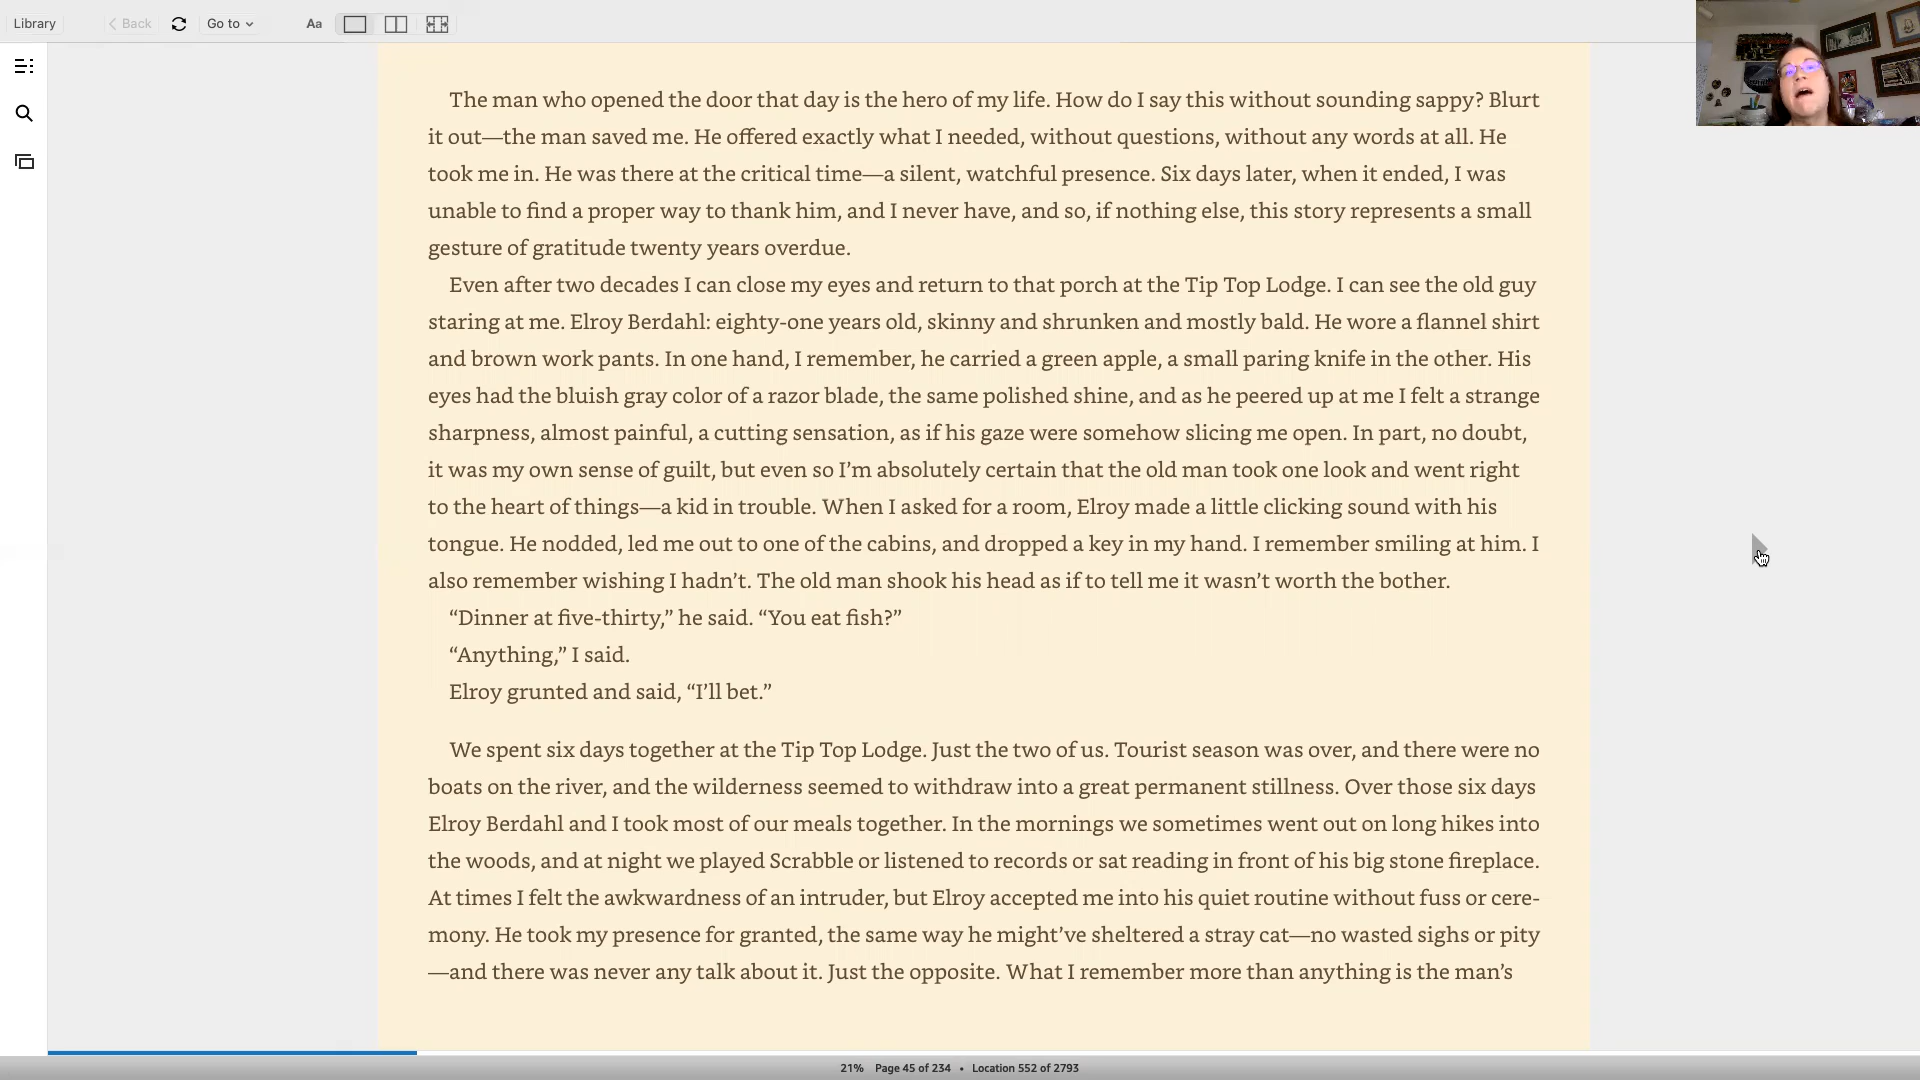 Library
Back
Go to
Aa
The man who opened the door that day is the hero of my life. How do I say this without sounding sappy? Blurt
it out—the man saved me. He offered exactly what I needed, without questions, without any words at all. He
took me in. He was there at the critical time—a silent, watchful presence. Six days later, when it ended, I was
unable to find a proper way to thank him, and I never have, and so, if nothing else, this story represents a small
gesture of gratitude twenty years overdue.
Even after two decades I can close my eyes and return to that porch at the Tip Top Lodge. I can see the old guy
staring at me. Elroy Berdahl: eighty-one years old, skinny and shrunken and mostly bald. He wore a flannel shirt
and brown work pants. In one hand, I remember, he carried a green apple, a small paring knife in the other. His
eyes had the bluish gray color of a razor blade, the same polished shine, and as he peered up at me I felt a strange
sharpness, almost painful, a cutting sensation, as if his gaze were somehow slicing me open. In part, no doubt,
it was my own sense of guilt, but even so I’m absolutely certain that the old man took one look and went right
to the heart of things—a kid in trouble. When I asked for a room, Elroy made a little clicking sound with his
tongue. He nodded, led me out to one of the cabins, and dropped a key in my hand. I remember smiling at him. I
also remember wishing I hadn’t. The old man shook his head as if to tell me it wasn’t worth the bother.
“Dinner at five-thirty,” he said. “You eat fish?”
“Anything,” I said.
Elroy grunted and said, “I’ll bet.”
We spent six days together at the Tip Top Lodge. Just the two of us. Tourist season was over, and there were no
boats on the river, and the wilderness seemed to withdraw into a great permanent stillness. Over those six days
Elroy Berdahl and I took most of our meals together. In the mornings we sometimes went out on long hikes into
the woods, and at night we played Scrabble or listened to records or sat reading in front of his big stone fireplace.
At times I felt the awkwardness of an intruder, but Elroy accepted me into his quiet routine without fuss or cere-
mony. He took my presence for granted, the same way he might’ve sheltered a stray cat—no wasted sighs or pity
—and there was never any talk about it. Just the opposite. What I remember more than anything is the man’s
21% Page 45 of 234 • Location 552 of 2793